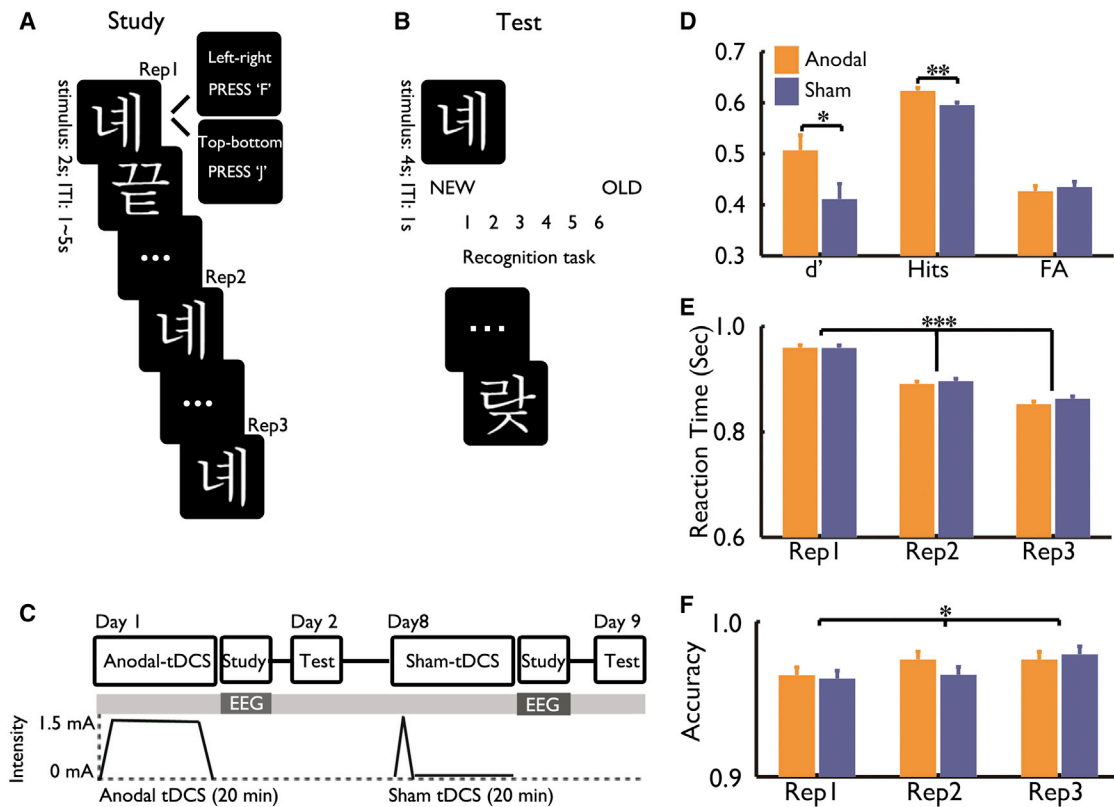 A
Study
Rep1
Left-right
PRESS 'F'
Top-bottom
PRESS 'J'
stimulus: 2s; ITI: 1~5s
녜
끝
...
Rep2
녜
...
Rep3
녜
B
Test
stimulus: 4s; ITI: 1s
녜
NEW
OLD
1 2 3 4 5 6
Recognition task
...
랒
C
Day 1
Day 2
Day8
Day 9
Anodal-tDCS
Study
Test
Sham-tDCS
Study
Test
EEG
EEG
Intensity
1.5 mA
0 mA
Anodal tDCS (20 min)
Sham tDCS (20 min)
D
0.7
0.6
0.5
0.4
0.3
Anodal
Sham
*
**
d'
Hits
FA
E
Reaction Time (Sec)
1.0
0.8
0.6
***
Rep1
Rep2
Rep3
F
Accuracy
1.0
0.9
*
Rep1
Rep2
Rep3